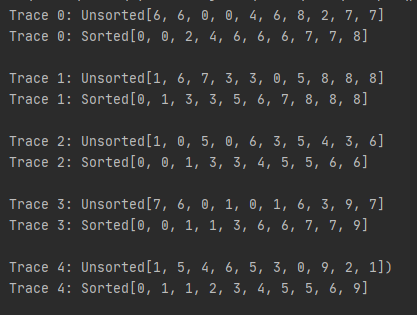 Trace 0: Unsorted[6, 6, 0, 0, 4, 6, 8, 2, 7, 7]
Trace 0: Sorted[0, 0, 2, 4, 6, 6, 6, 7, 7, 8]
Trace 1: Unsorted[1, 6, 7, 3, 3, 0, 5, 8, 8, 8]
Trace 1: Sorted[0, 1, 3, 3, 5, 6, 7, 8, 8, 8]
Trace 2: Unsorted[1, 0, 5, 0, 6, 3, 5, 4, 3, 6]
Trace 2: Sorted[0, 0, 1, 3, 3, 4, 5, 5, 6, 6]
Trace 3: Unsorted[7, 6, 0, 1, 0, 1, 6, 3, 9, 7]
Trace 3: Sorted[0, 0, 1, 1, 3, 6, 6, 7, 7, 9]
Trace 4: Unsorted[1, 5, 4, 6, 5, 3, 0, 9, 2, 1])
Trace 4: Sorted[0, 1, 1, 2, 3, 4, 5, 5, 6, 9]